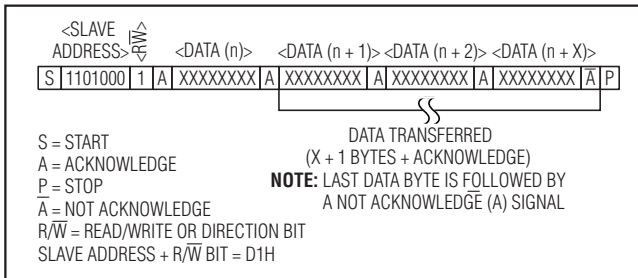 <SLAVE
ADDRESS> <R/W̅> <DATA (n)> <DATA (n + 1)> <DATA (n + 2)> <DATA (n + X)>
S 1101000 1 A XXXXXXXX A XXXXXXXX A XXXXXXXX A XXXXXXXX A̅ P
S = START
A = ACKNOWLEDGE
P = STOP
A̅ = NOT ACKNOWLEDGE
R/W̅ = READ/WRITE OR DIRECTION BIT
SLAVE ADDRESS + R/W̅ BIT = D1H
DATA TRANSFERRED
(X + 1 BYTES + ACKNOWLEDGE)
NOTE: LAST DATA BYTE IS FOLLOWED BY
A NOT ACKNOWLEDGE (A̅) SIGNAL